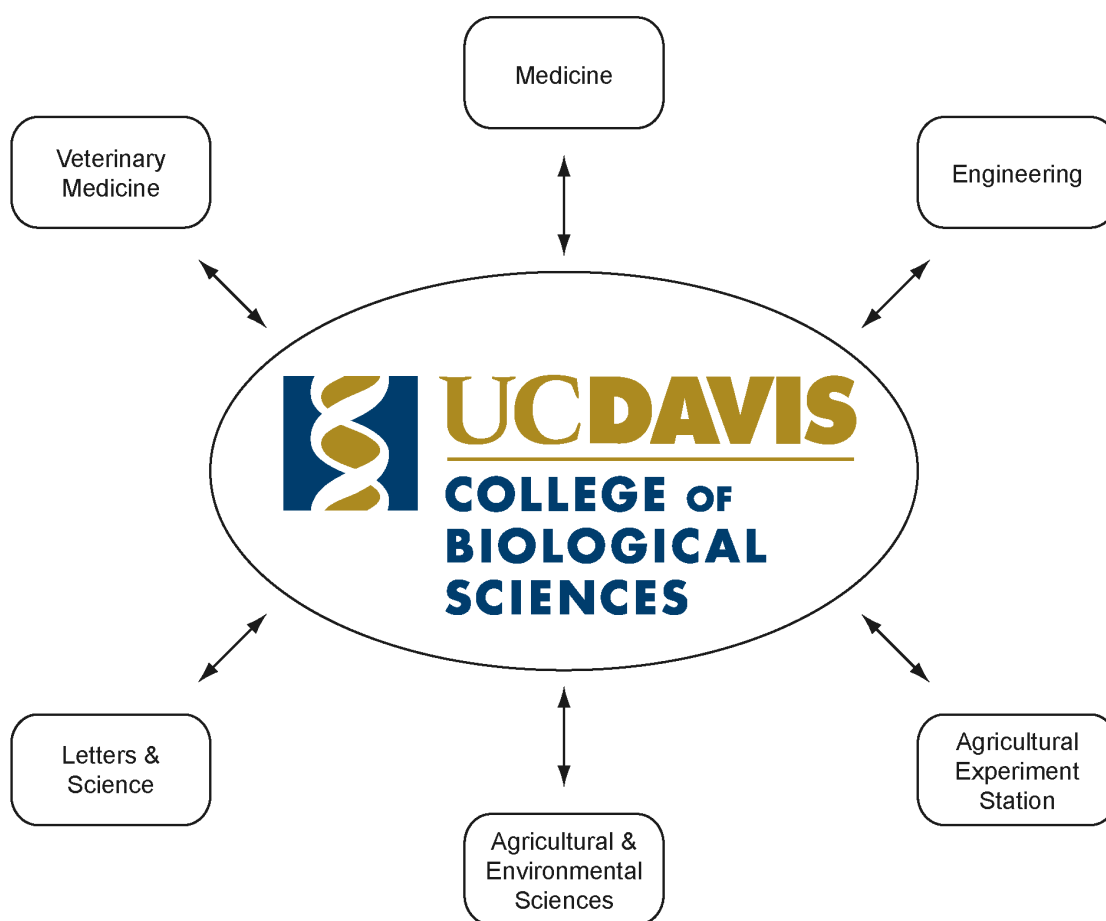 Medicine
Veterinary
Medicine
Engineering
UCDAVIS
COLLEGE OF
BIOLOGICAL
SCIENCES
Letters &
Science
Agricultural
Experiment
Station
Agricultural &
Environmental
Sciences